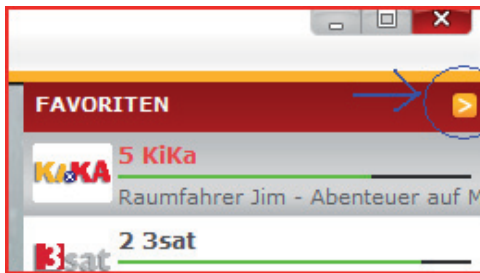 FAVORITEN >
KiKA 5 KiKa
Raumfahrer Jim - Abenteuer auf M
3sat 2 3sat